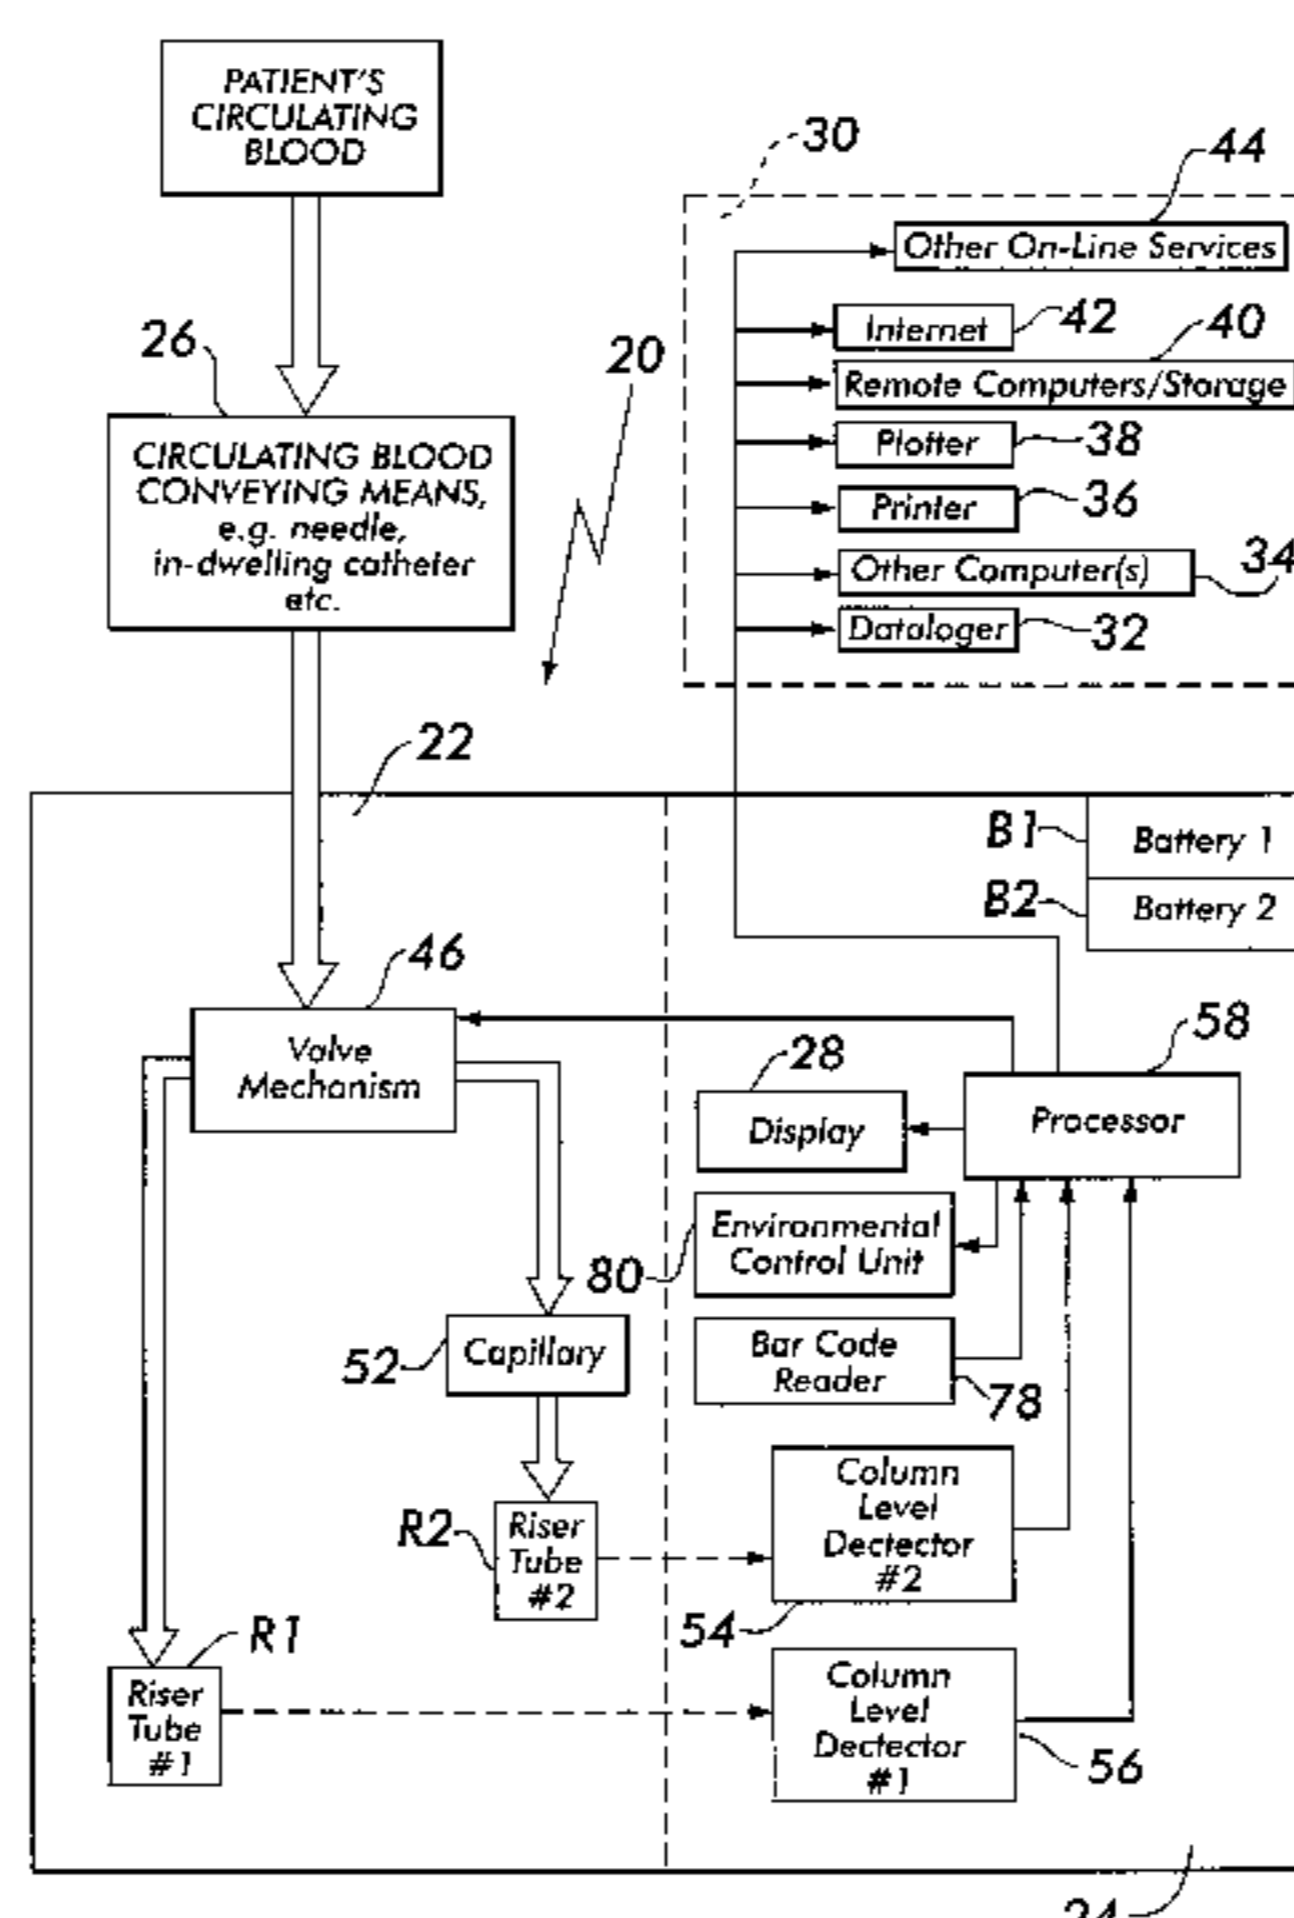 PATIENT'S
CIRCULATING
BLOOD
30
44
Other On-Line Services
Internet
42
40
Remote Computers/Storage
Plotter
38
Printer
36
Other Computer(s)
34
Dataloger
32
26
20
CIRCULATING BLOOD
CONVEYING MEANS,
e.g. needle,
in-dwelling catheter
etc.
22
B1
Battery 1
B2
Battery 2
46
Valve
Mechanism
58
Processor
28
Display
Environmental
Control Unit
80
Bar Code
Reader
78
52
Capillary
R2
Riser
Tube
#2
Column
Level
Dectector
#2
54
R1
Riser
Tube
#1
Column
Level
Dectector
#1
56